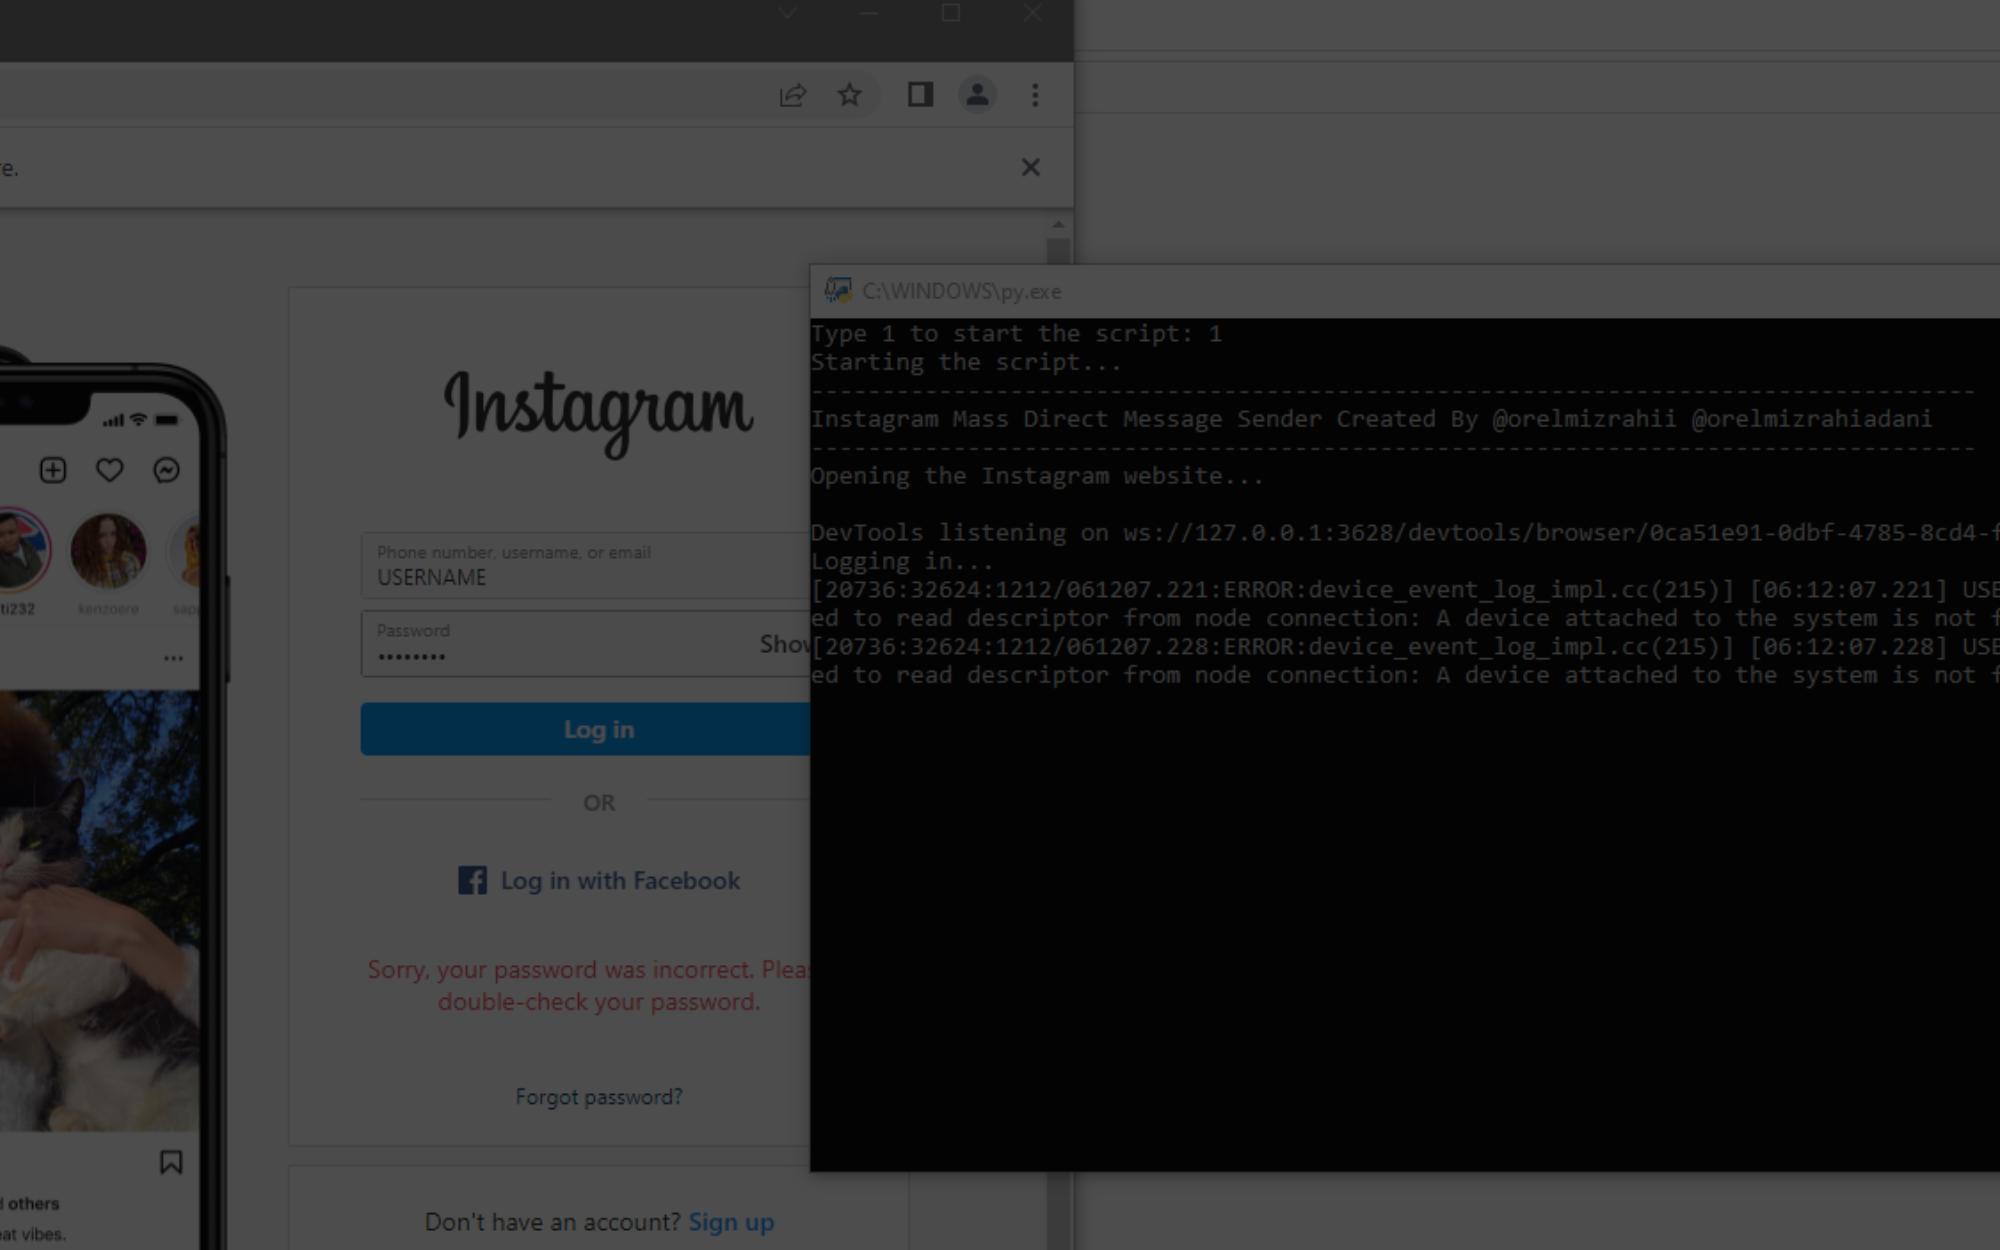 re.
ti232
kenzoere
others
eat vibes.
Instagram
Phone number, username, or email
USERNAME
Password
Show
Log in
OR
Log in with Facebook
Sorry, your password was incorrect. Plea
double-check your password.
Forgot password?
Don't have an account? Sign up
C:\WINDOWS\py.exe
Type 1 to start the script: 1
Starting the script...
----------------------------------------------------------------------------------
Instagram Mass Direct Message Sender Created By @orelmizrahii @orelmizrahiadani
----------------------------------------------------------------------------------
Opening the Instagram website...
DevTools listening on ws://127.0.0.1:3628/devtools/browser/0ca51e91-0dbf-4785-8cd4-f
Logging in...
[20736:32624:1212/061207.221:ERROR:device_event_log_impl.cc(215)] [06:12:07.221] USB
ed to read descriptor from node connection: A device attached to the system is not f
[20736:32624:1212/061207.228:ERROR:device_event_log_impl.cc(215)] [06:12:07.228] USB
ed to read descriptor from node connection: A device attached to the system is not f